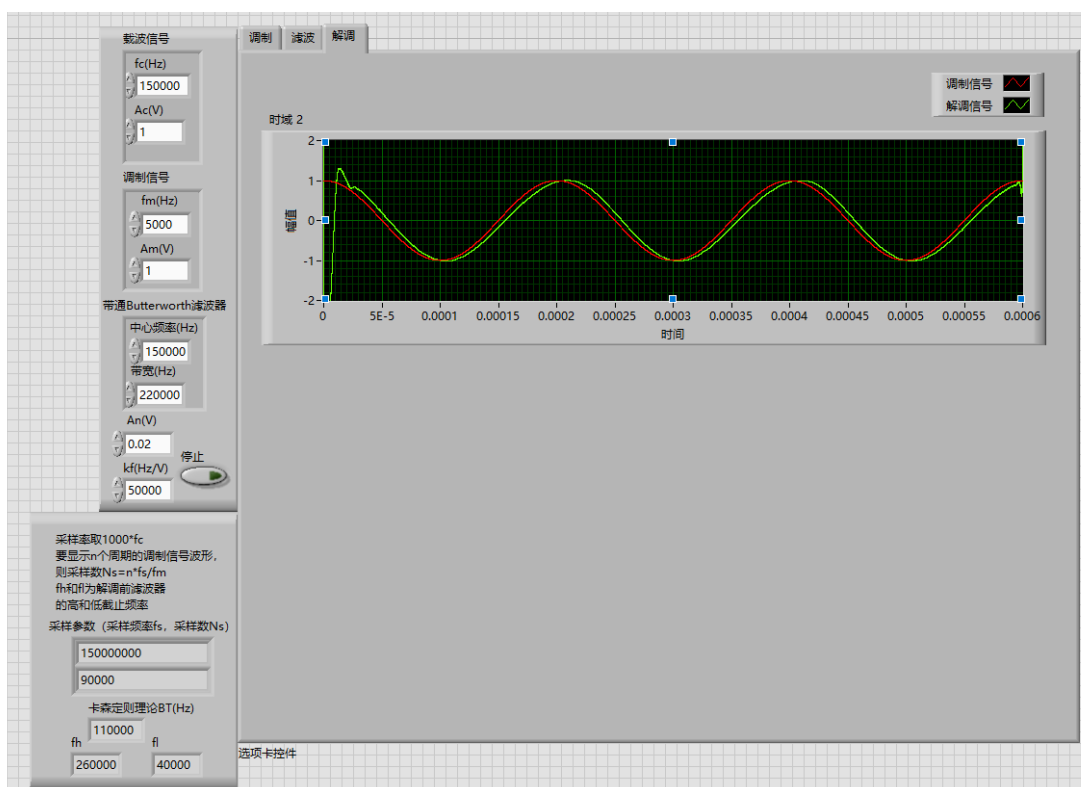 载波信号
fc(Hz)
150000
Ac(V)
1
调制信号
fm(Hz)
5000
Am(V)
1
带通Butterworth滤波器
中心频率(Hz)
150000
带宽(Hz)
220000
An(V)
0.02
停止
kf(Hz/V)
50000
采样率取1000*fc
要显示n个周期的调制信号波形，
则采样数Ns=n*fs/fm
fh和fl为解调前滤波器
的高和低截止频率
采样参数（采样频率fs，采样数Ns）
150000000
90000
卡森定则理论BT(Hz)
110000
fh fl
260000 40000
调制 滤波 解调
调制信号
解调信号
时域 2
幅值
2
1
0
-1
-2
0 5E-5 0.0001 0.00015 0.0002 0.00025 0.0003 0.00035 0.0004 0.00045 0.0005 0.00055 0.0006
时间
选项卡控件